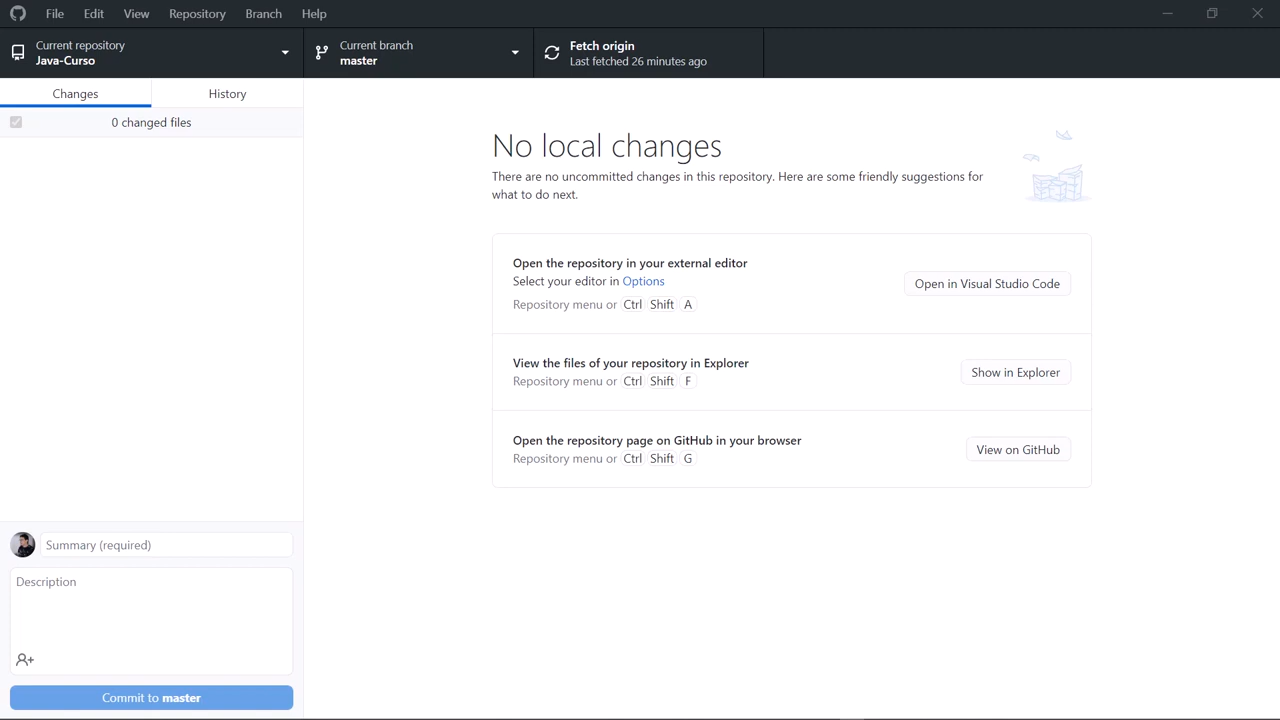 File Edit View Repository Branch Help
Current repository
Java-Curso
Current branch
master
Fetch origin
Last fetched 26 minutes ago
Changes
History
0 changed files
No local changes
There are no uncommitted changes in this repository. Here are some friendly suggestions for
what to do next.
Open the repository in your external editor
Select your editor in Options
Repository menu or Ctrl Shift A
Open in Visual Studio Code
View the files of your repository in Explorer
Repository menu or Ctrl Shift F
Show in Explorer
Open the repository page on GitHub in your browser
Repository menu or Ctrl Shift G
View on GitHub
Summary (required)
Description
Commit to master